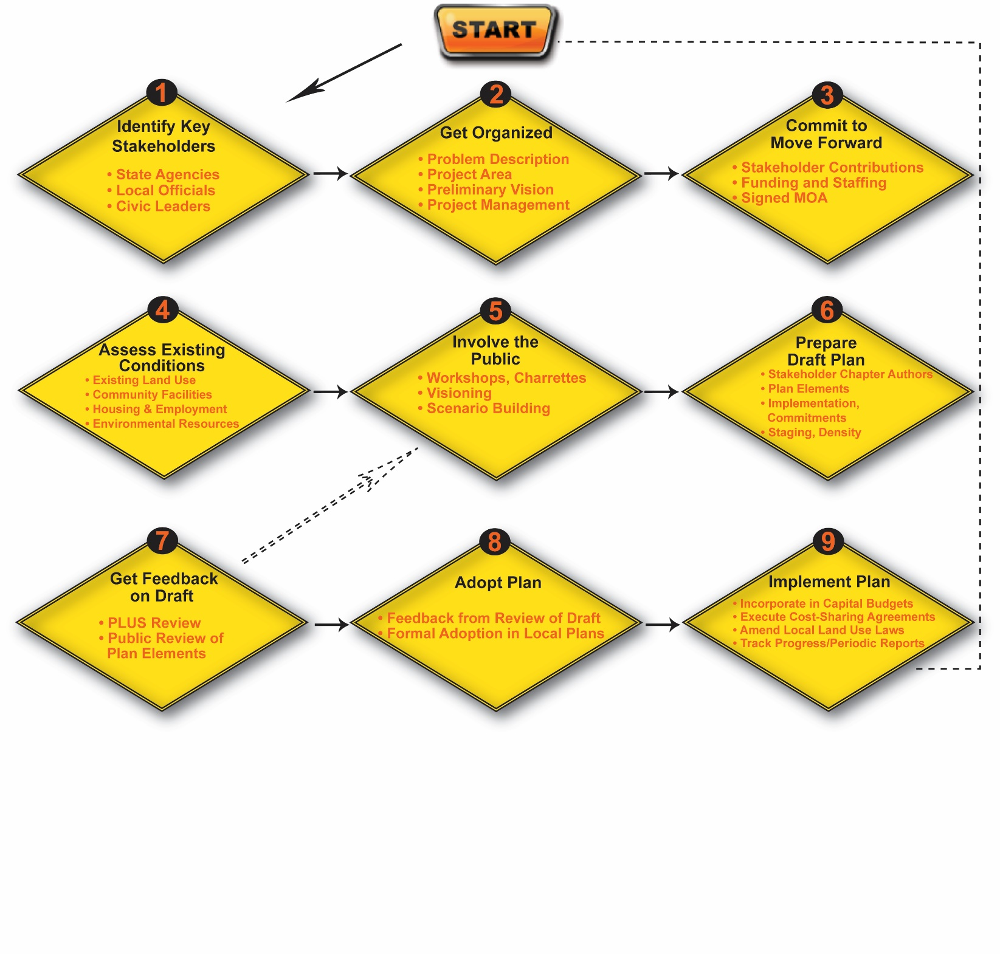 START
1
Identify Key
Stakeholders
• State Agencies
• Local Officials
• Civic Leaders
2
Get Organized
• Problem Description
• Project Area
• Preliminary Vision
• Project Management
3
Commit to
Move Forward
• Stakeholder Contributions
• Funding and Staffing
• Signed MOA
4
Assess Existing
Conditions
• Existing Land Use
• Community Facilities
• Housing & Employment
• Environmental Resources
5
Involve the
Public
• Workshops, Charrettes
• Visioning
• Scenario Building
6
Prepare
Draft Plan
• Stakeholder Chapter Authors
• Plan Elements
• Implementation,
Commitments
• Staging, Density
7
Get Feedback
on Draft
• PLUS Review
• Public Review of
Plan Elements
8
Adopt Plan
• Feedback from Review of Draft
• Formal Adoption in Local Plans
9
Implement Plan
• Incorporate in Capital Budgets
• Execute Cost-Sharing Agreements
• Amend Local Land Use Laws
• Track Progress/Periodic Reports